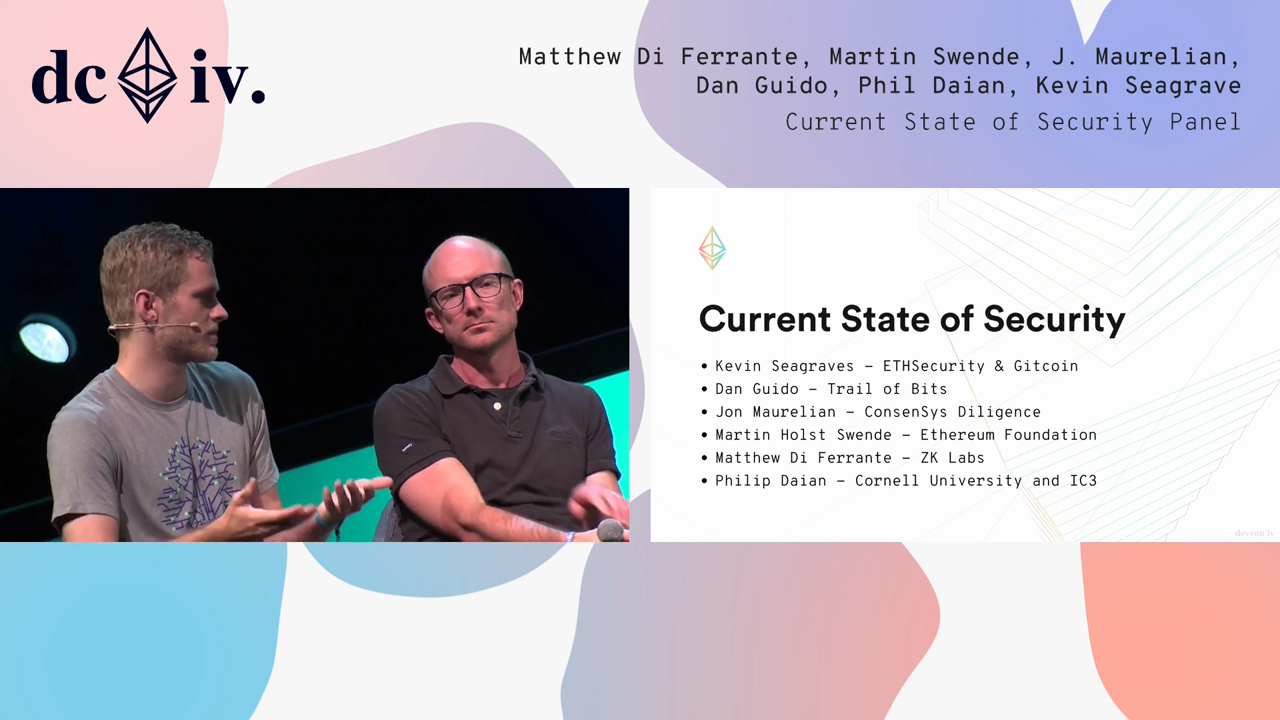 dc iv.
Matthew Di Ferrante, Martin Swende, J. Maurelian,
Dan Guido, Phil Daian, Kevin Seagrave
Current State of Security Panel
Current State of Security
• Kevin Seagraves – ETHSecurity & Gitcoin
• Dan Guido – Trail of Bits
• Jon Maurelian – ConsenSys Diligence
• Martin Holst Swende – Ethereum Foundation
• Matthew Di Ferrante – ZK Labs
• Philip Daian – Cornell University and IC3
devcon iv